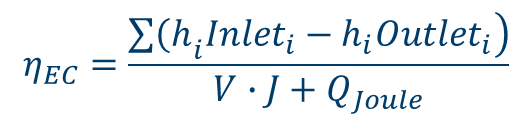 η_EC = ∑(h_i Inlet_i − h_i Outlet_i) / V · J + Q_Joule